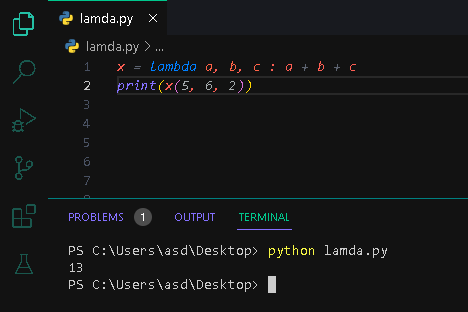 lamda.py ×
lamda.py > ...
1 x = lambda a, b, c : a + b + c
2 print(x(5, 6, 2))
3
4
5
6
7
PROBLEMS 1 OUTPUT TERMINAL
PS C:\Users\asd\Desktop> python lamda.py
13
PS C:\Users\asd\Desktop>